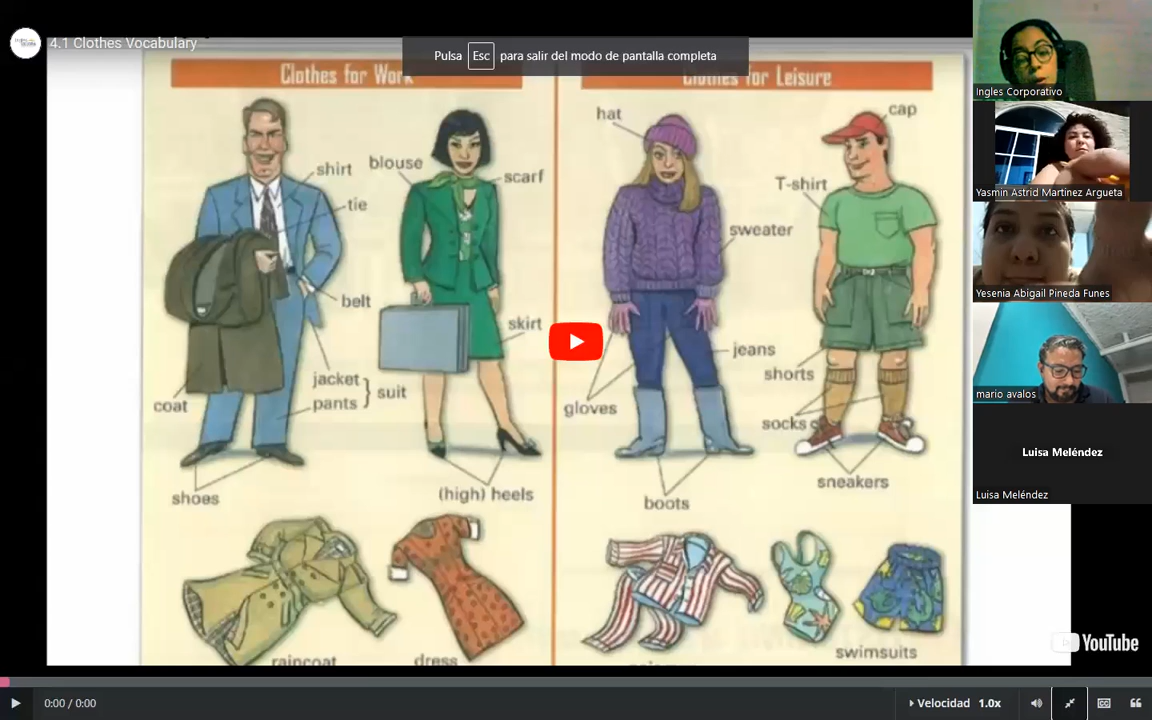 4.1 Clothes Vocabulary
Pulsa Esc para salir del modo de pantalla completa
Clothes for Work
Clothes for Leisure
shirt
tie
belt
jacket
pants
suit
coat
shoes
blouse
scarf
skirt
(high) heels
hat
sweater
jeans
gloves
boots
cap
T-shirt
shorts
socks
sneakers
raincoat
dress
swimsuits
YouTube
0:00 / 0:00
Velocidad 1.0x
Ingles Corporativo
Yasmin Astrid Martinez Argueta
Yesenia Abigail Pineda Funes
mario avalos
Luisa Meléndez
Luisa Meléndez